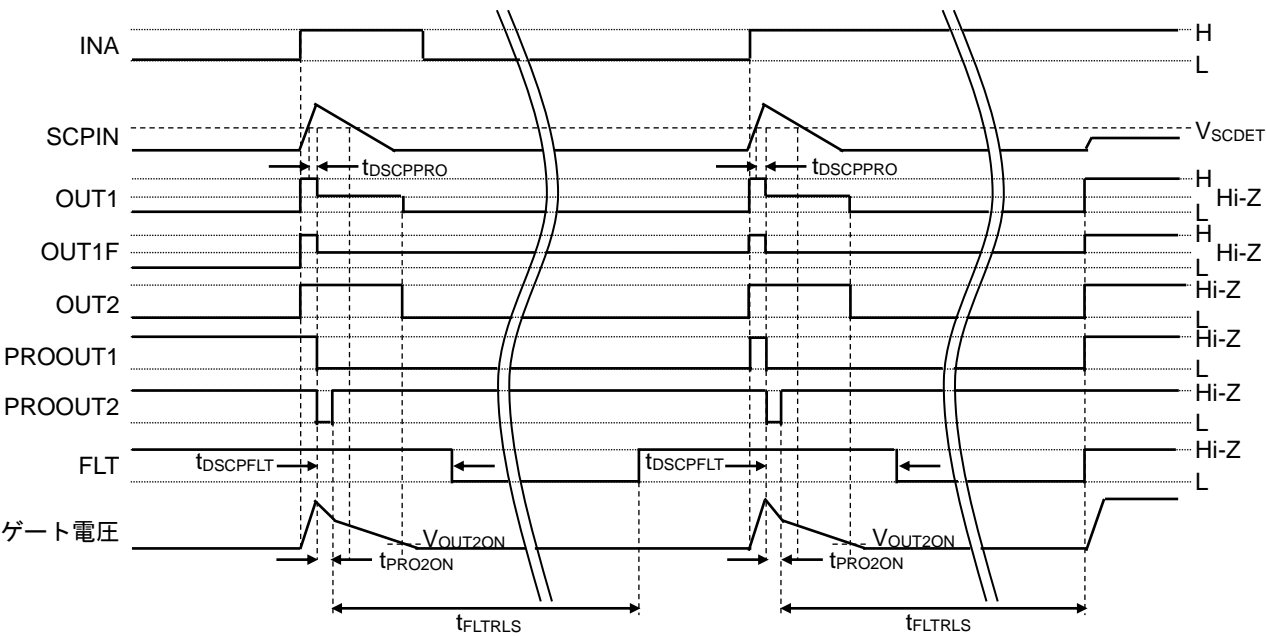 INA
H
L
SCPIN
VSCDET
tDSCPPRO
tDSCPPRO
OUT1
H
Hi-Z
L
OUT1F
H
Hi-Z
L
OUT2
Hi-Z
L
PROOUT1
Hi-Z
L
PROOUT2
Hi-Z
L
FLT
tDSCPFLT
tDSCPFLT
Hi-Z
L
ゲート電圧
VOUT2ON
VOUT2ON
tPRO2ON
tPRO2ON
tFLTRLS
tFLTRLS